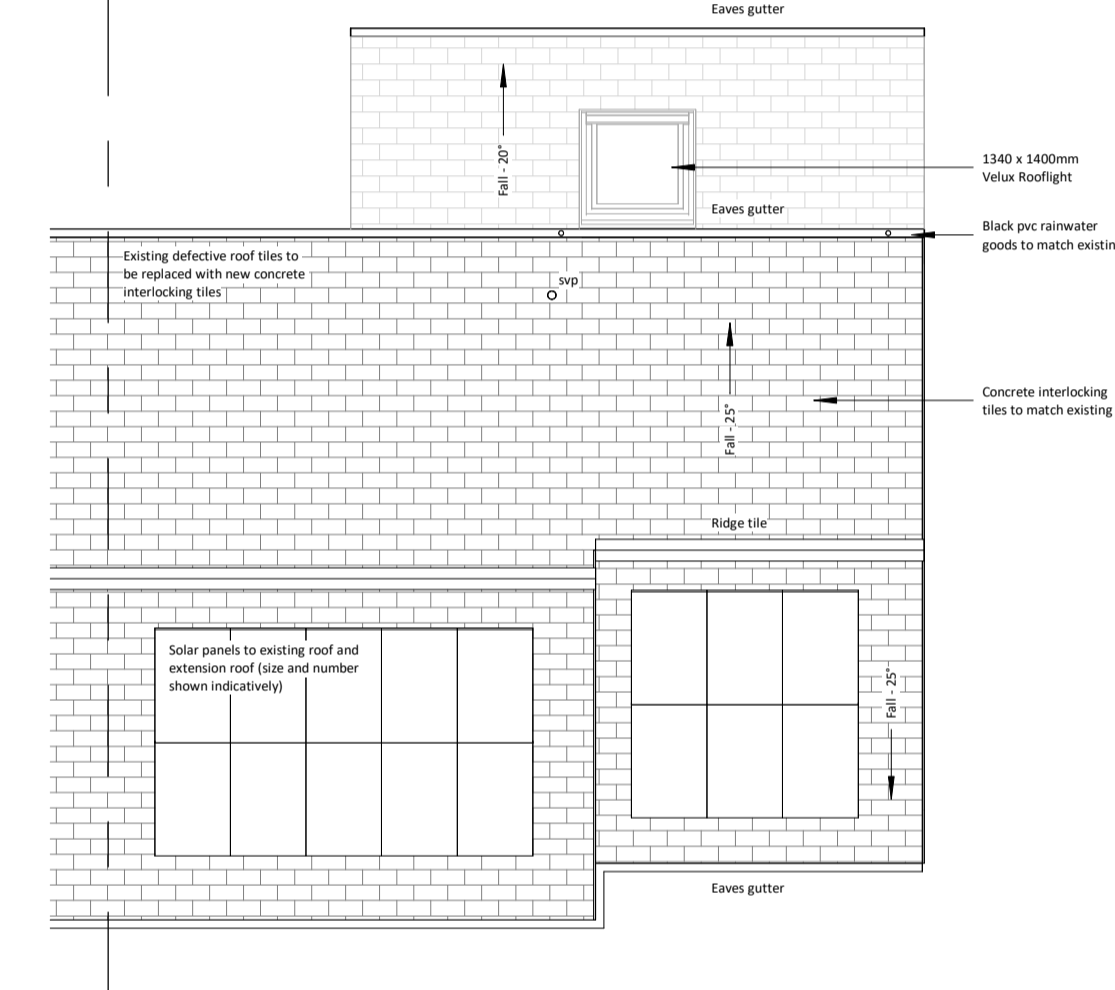 Eaves gutter
Fall - 20°
1340 x 1400mm
Velux Rooflight
Eaves gutter
Black pvc rainwater
goods to match existin
Existing defective roof tiles to
be replaced with new concrete
interlocking tiles
svp
Fall - 25°
Concrete interlocking
tiles to match existing
Ridge tile
Solar panels to existing roof and
extension roof (size and number
shown indicatively)
Fall - 25°
Eaves gutter